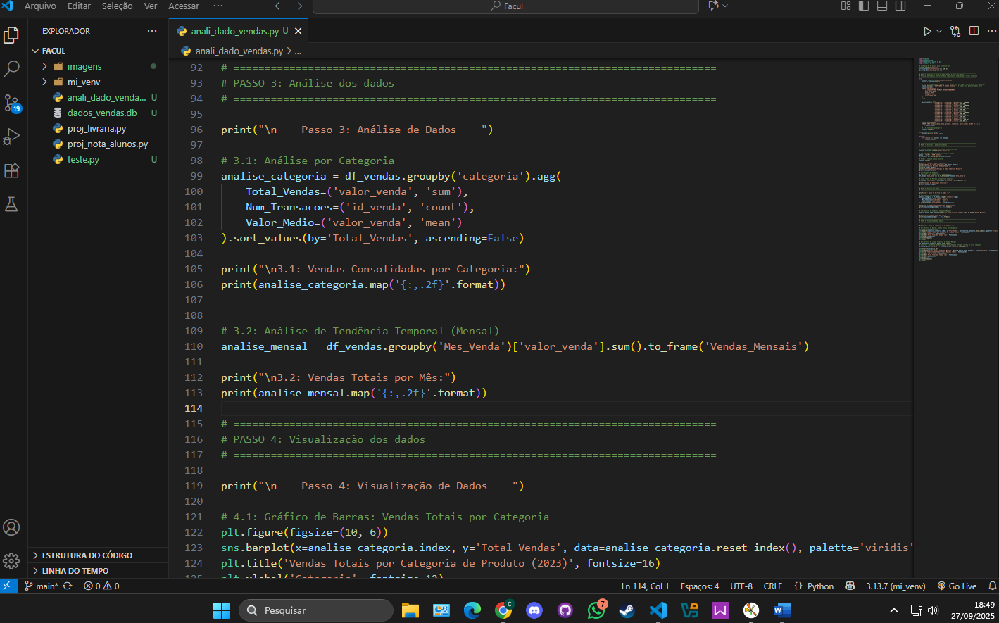 Arquivo Editar Seleção Ver Acessar ··· Facul
EXPLORADOR ···
FACUL
imagens
mi_venv
anali_dado_venda... U
dados_vendas.db U
proj_livraria.py
proj_nota_alunos.py
teste.py U
19
ESTRUTURA DO CÓDIGO
LINHA DO TEMPO
anali_dado_vendas.py U
anali_dado_vendas.py > ...
92 # ==============================================================================
93 # PASSO 3: Análise dos dados
94 # ==============================================================================
95
96 print("\n--- Passo 3: Análise de Dados ---")
97
98 # 3.1: Análise por Categoria
99 analise_categoria = df_vendas.groupby('categoria').agg(
100     Total_Vendas=('valor_venda', 'sum'),
101     Num_Transacoes=('id_venda', 'count'),
102     Valor_Medio=('valor_venda', 'mean')
103 ).sort_values(by='Total_Vendas', ascending=False)
104
105 print("\n3.1: Vendas Consolidadas por Categoria:")
106 print(analise_categoria.map('{:,.2f}'.format))
107
108
109 # 3.2: Análise de Tendência Temporal (Mensal)
110 analise_mensal = df_vendas.groupby('Mes_Venda')['valor_venda'].sum().to_frame('Vendas_Mensais')
111
112 print("\n3.2: Vendas Totais por Mês:")
113 print(analise_mensal.map('{:,.2f}'.format))
114
115 # ==============================================================================
116 # PASSO 4: Visualização dos dados
117 # ==============================================================================
118
119 print("\n--- Passo 4: Visualização de Dados ---")
120
121 # 4.1: Gráfico de Barras: Vendas Totais por Categoria
122 plt.figure(figsize=(10, 6))
123 sns.barplot(x=analise_categoria.index, y='Total_Vendas', data=analise_categoria.reset_index(), palette='viridis'
124 plt.title('Vendas Totais por Categoria de Produto (2023)', fontsize=16)
125 plt.xlabel('Categoria', fontsize=12)
main* 0 0 Ln 114, Col 1 Espaços: 4 UTF-8 CRLF {} Python 3.13.7 (mi_venv) Go Live
Pesquisar
C
7
W
18:49
27/09/2025